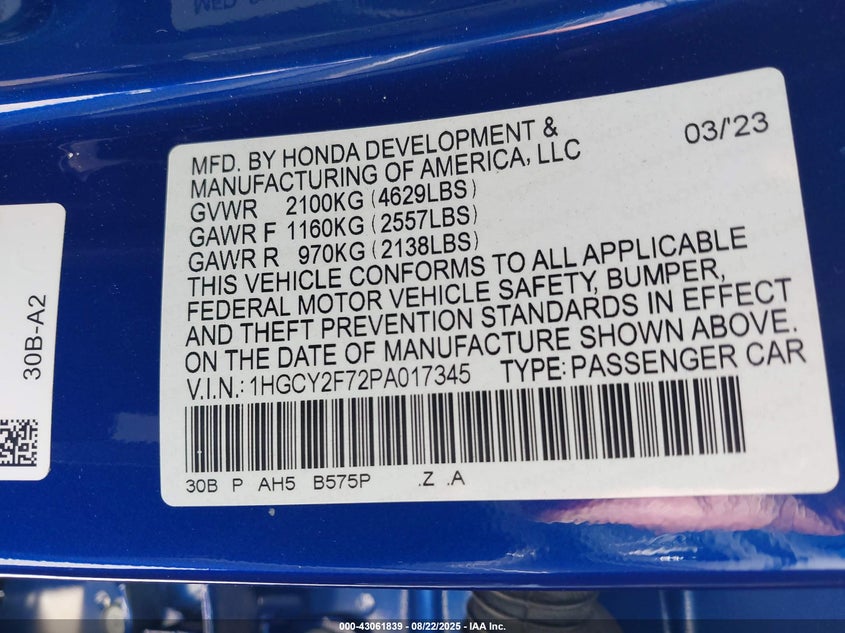 MFD. BY HONDA DEVELOPMENT &
MANUFACTURING OF AMERICA, LLC
03/'23
GVWR 2100KG (4629LBS)
GAWR F 1160KG (2557LBS)
GAWR R 970KG (2138LBS)
THIS VEHICLE CONFORMS TO ALL APPLICABLE
FEDERAL MOTOR VEHICLE SAFETY, BUMPER,
AND THEFT PREVENTION STANDARDS IN EFFECT
ON THE DATE OF MANUFACTURE SHOWN ABOVE.
V.I.N.: 1HGCY2F72PA017345 TYPE: PASSENGER CAR
30B P AH5 B575P .Z .A
30B-A2
000-43061839 - 08/22/2025 - IAA Inc.